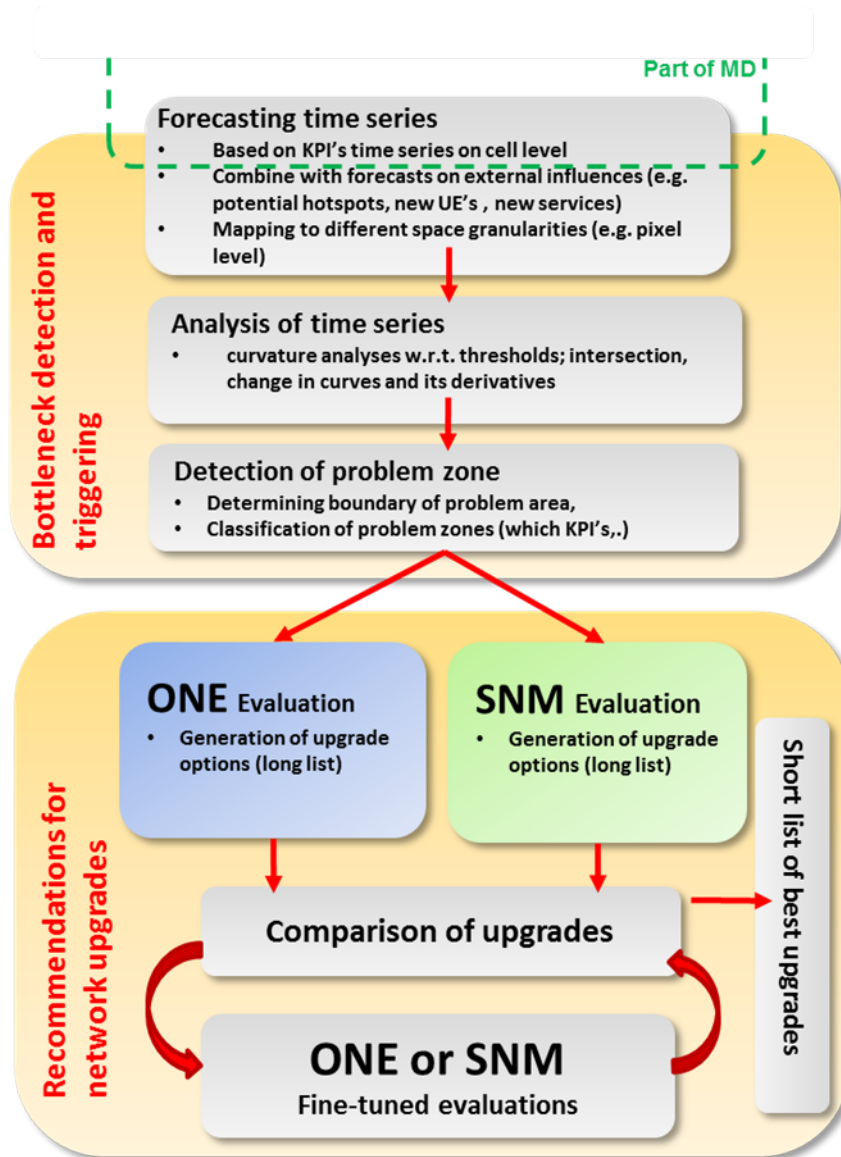 Part of MD
Forecasting time series
• Based on KPI's time series on cell level
• Combine with forecasts on external influences (e.g.
potential hotspots, new UE's , new services)
• Mapping to different space granularities (e.g. pixel
level)
Bottleneck detection and
triggering
Analysis of time series
• curvature analyses w.r.t. thresholds; intersection,
change in curves and its derivatives
Detection of problem zone
• Determining boundary of problem area,
• Classification of problem zones (which KPI's,.)
Recommendations for
network upgrades
ONE Evaluation
• Generation of upgrade
options (long list)
SNM Evaluation
• Generation of upgrade
options (long list)
Short list of best upgrades
Comparison of upgrades
ONE or SNM
Fine-tuned evaluations